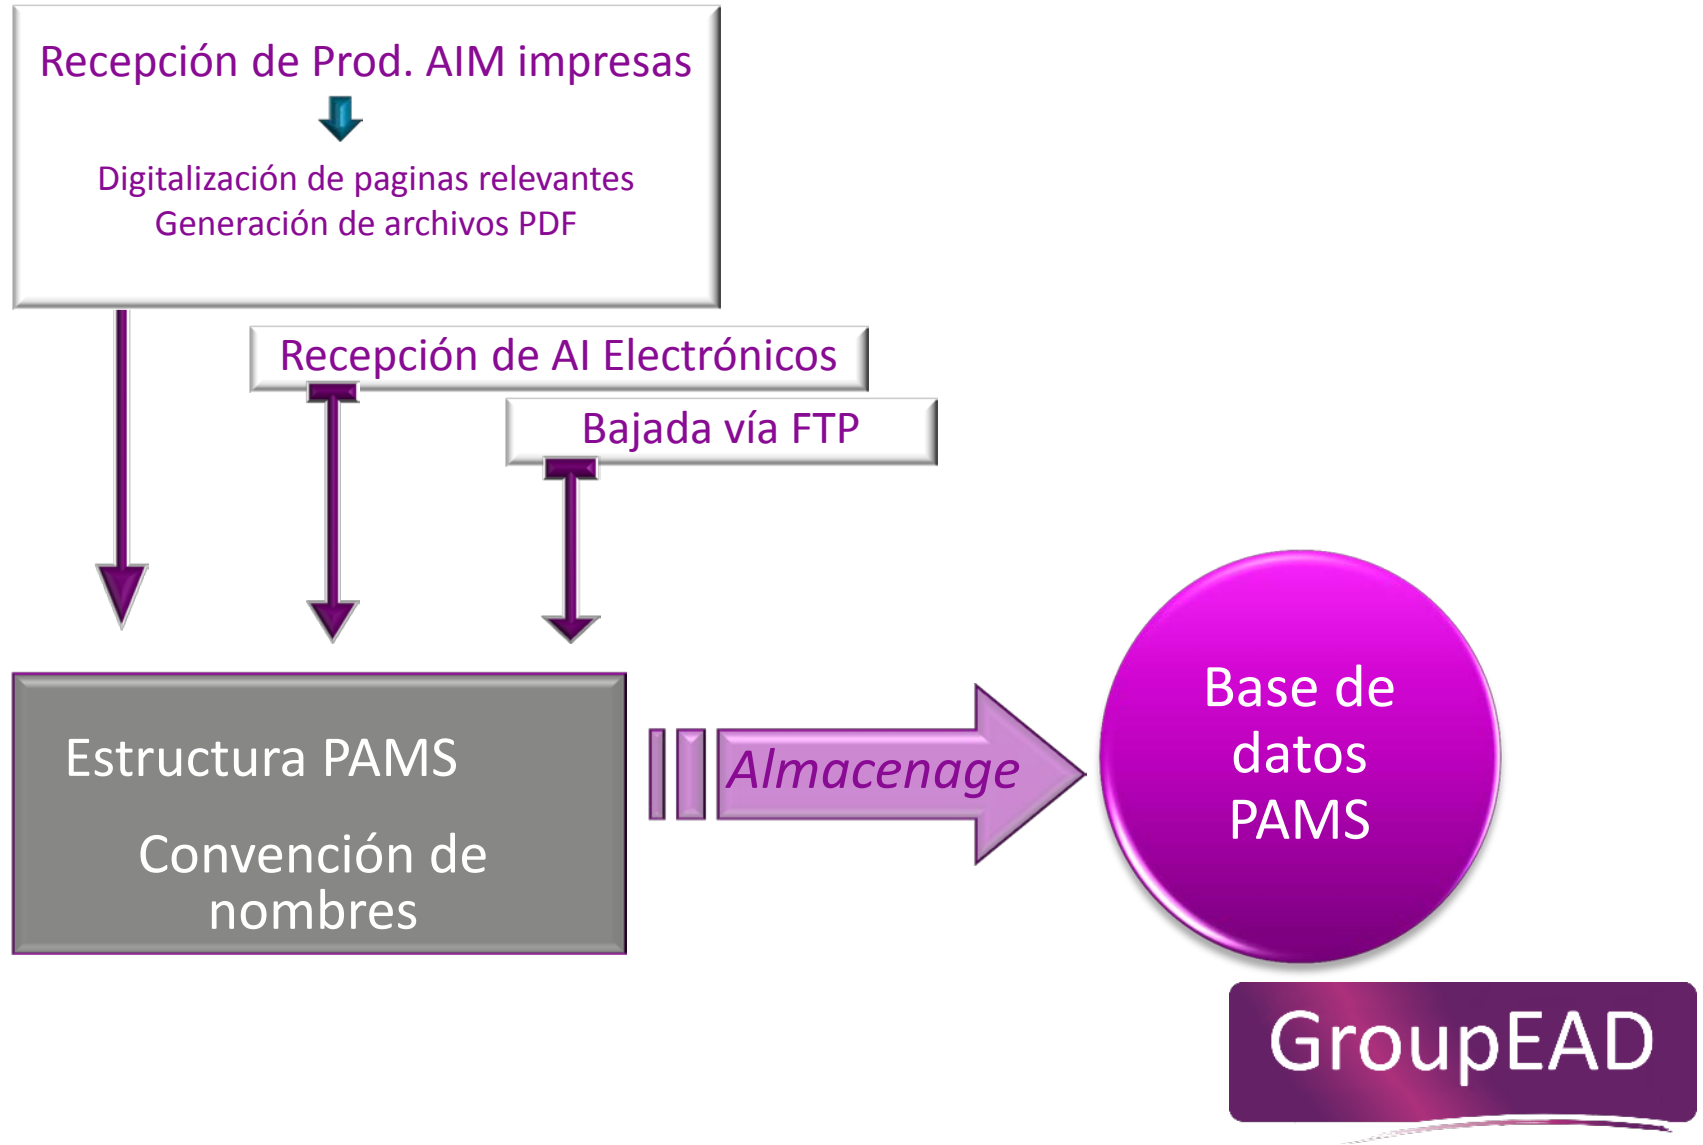 Recepción de Prod. AIM impresas
Digitalización de paginas relevantes
Generación de archivos PDF
Recepción de AI Electrónicos
Bajada vía FTP
Estructura PAMS
Convención de
nombres
Almacenage
Base de
datos
PAMS
GroupEAD